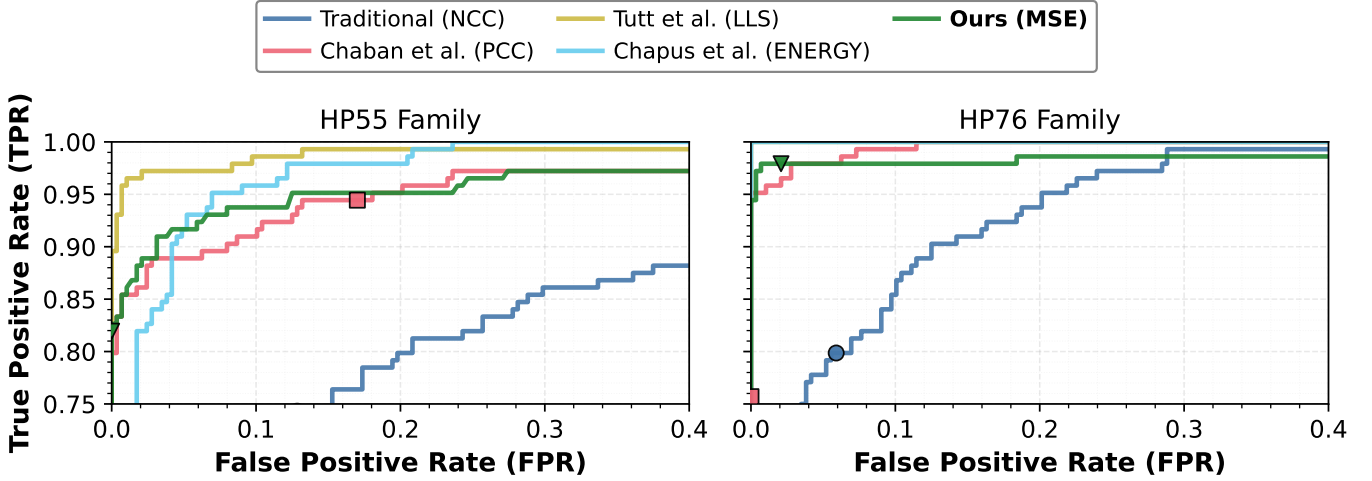 Traditional (NCC)
Chaban et al. (PCC)
Tutt et al. (LLS)
Chapus et al. (ENERGY)
Ours (MSE)
True Positive Rate (TPR)
HP55 Family
1.00
0.95
0.90
0.85
0.80
0.75
0.0 0.1 0.2 0.3 0.4
False Positive Rate (FPR)
HP76 Family
0.0 0.1 0.2 0.3 0.4
False Positive Rate (FPR)